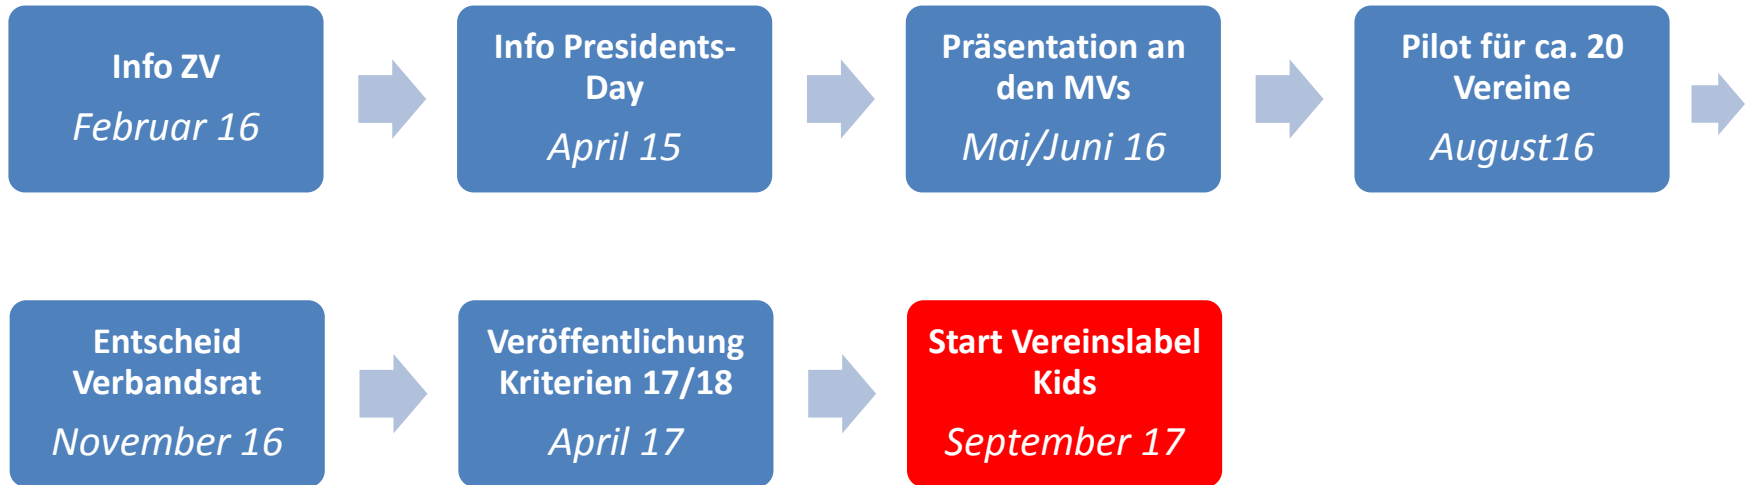 Info ZV
Februar 16
Info Presidents-
Day
April 15
Präsentation an
den MVs
Mai/Juni 16
Pilot für ca. 20
Vereine
August16
Entscheid
Verbandsrat
November 16
Veröffentlichung
Kriterien 17/18
April 17
Start Vereinslabel
Kids
September 17